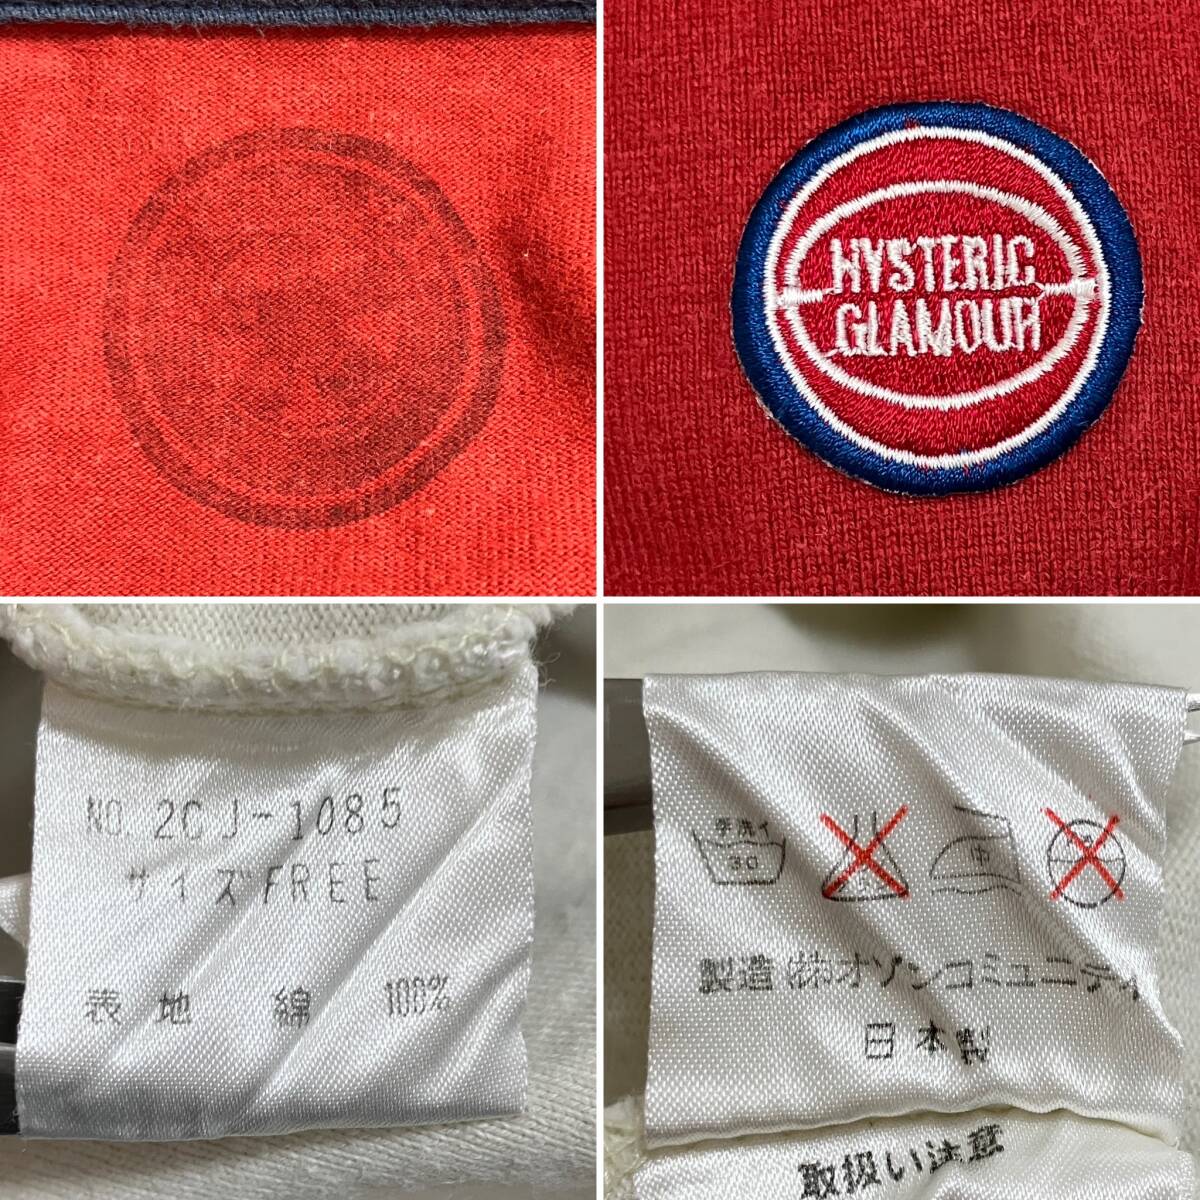 HYSTERIC
GLAMOUR
NO. 2CJ-1085
サイズFREE
表地 綿 100%
手洗イ
30
中
製造 (株)オゾンコミュニティ
日本製
取扱い注意